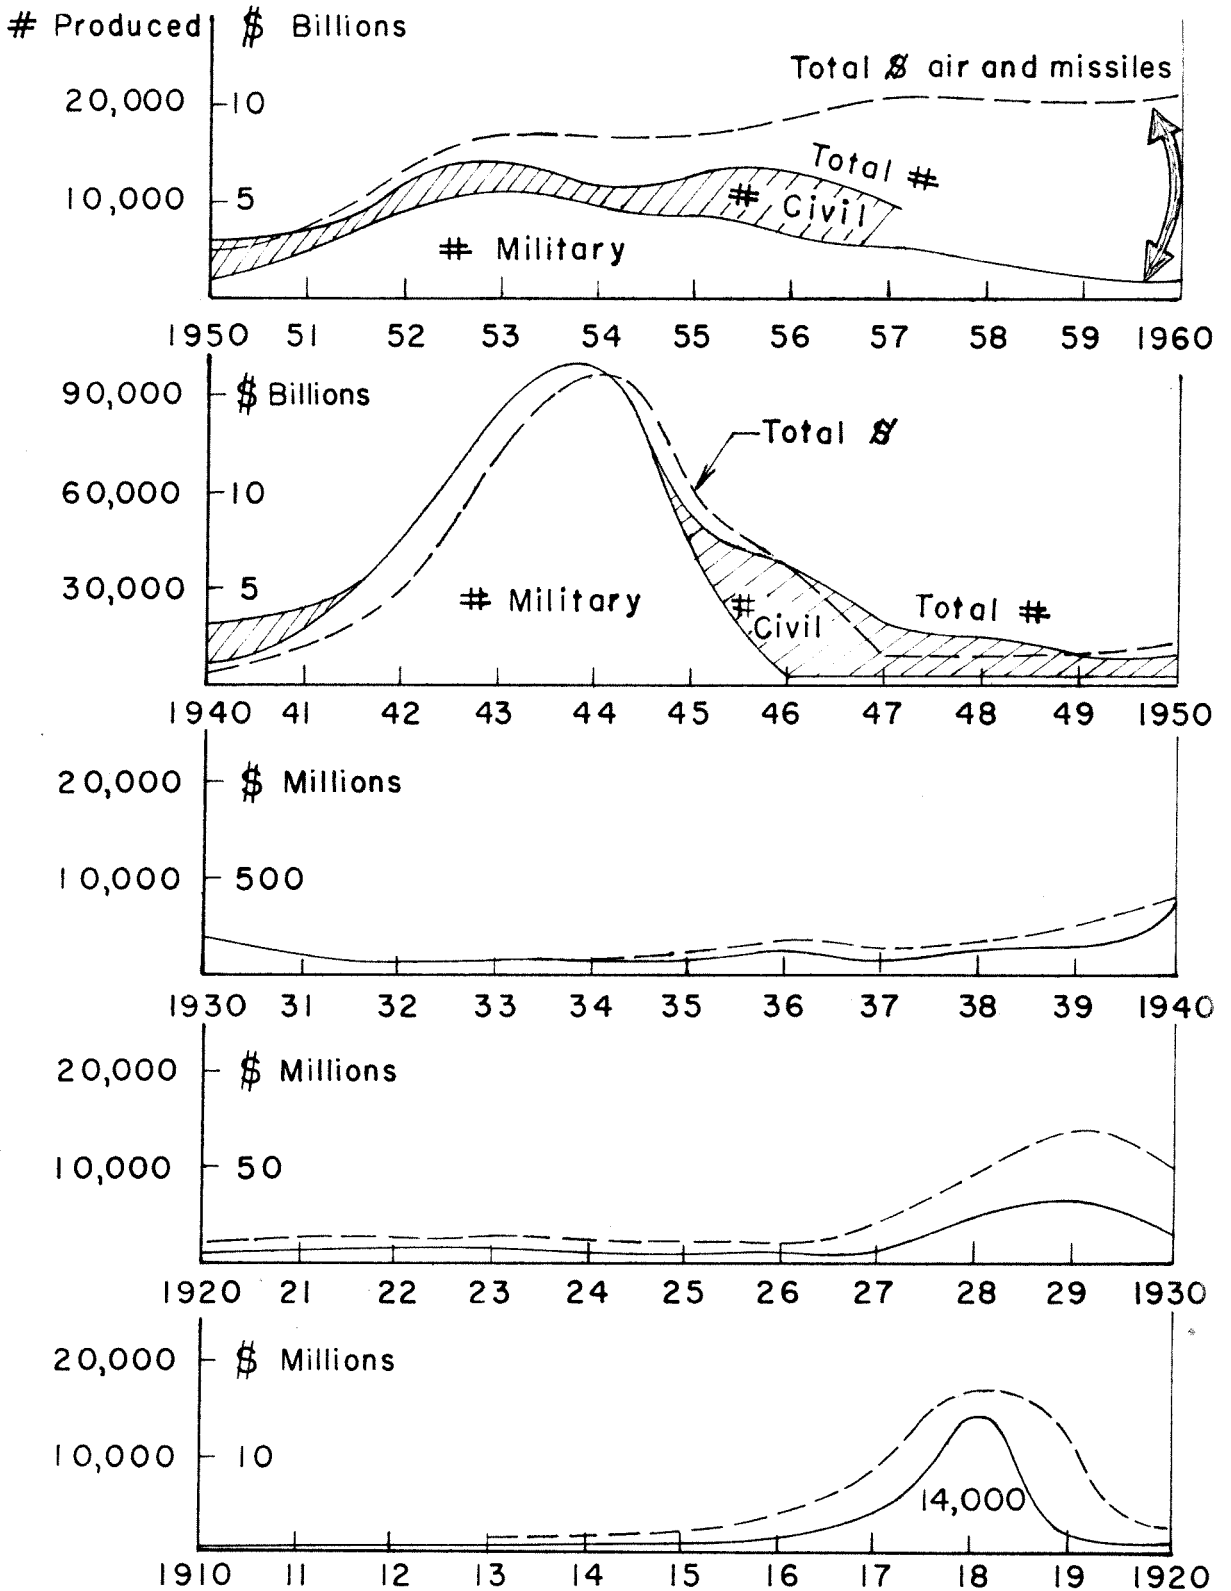 # Produced $ Billions
Total $ air and missiles
20,000 10
Total #
# Civil
10,000 5
# Military
1950 51 52 53 54 55 56 57 58 59 1960
90,000 $ Billions
Total $
60,000 10
30,000 5
# Military
#
Civil
Total #
1940 41 42 43 44 45 46 47 48 49 1950
20,000 $ Millions
10,000 500
1930 31 32 33 34 35 36 37 38 39 1940
20,000 $ Millions
10,000 50
1920 21 22 23 24 25 26 27 28 29 1930
20,000 $ Millions
10,000 10
14,000
1910 11 12 13 14 15 16 17 18 19 1920